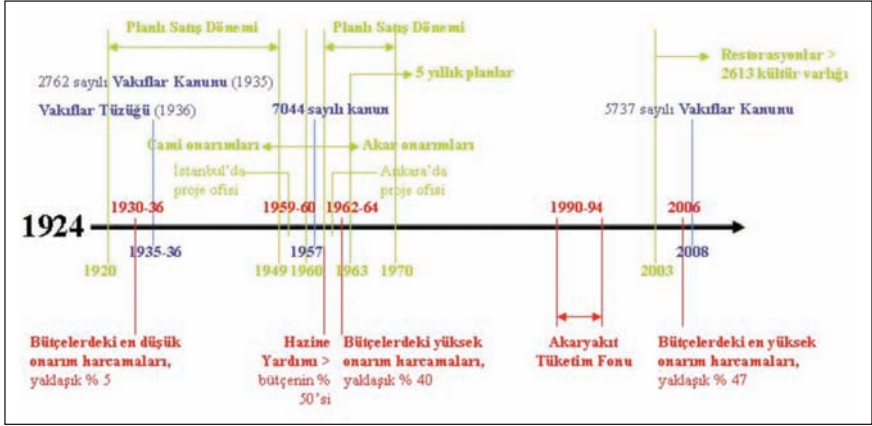 Planlı Satış Dönemi
Planlı Satış Dönemi
Restorasyonlar >
2613 kültür varlığı
5 yıllık planlar
2762 sayılı Vakıflar Kanunu (1935)
Vakıflar Tüzüğü (1936)
7044 sayılı kanun
5737 sayılı Vakıflar Kanunu
Cami onarımları
Akar onarımları
İstanbul'da
proje ofisi
Ankara'da
proje ofisi
1930-36
1959-60
1962-64
1990-94
2006
1924
1935-36
1957
2008
1920
1949
1960
1963
1970
2003
Bütçelerdeki en düşük
onarım harcamaları,
yaklaşık % 5
Hazine
Yardımı >
bütçenin %
50'si
Bütçelerdeki yüksek
onarım harcamaları,
yaklaşık % 40
Akaryakıt
Tüketim Fonu
Bütçelerdeki en yüksek
onarım harcamaları,
yaklaşık % 47